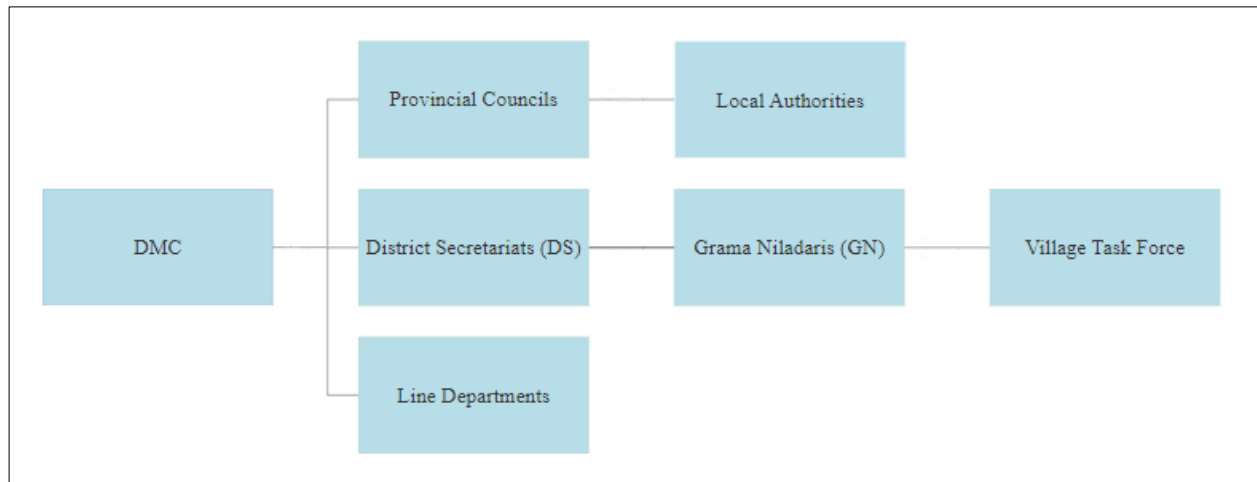 Provincial Councils
Local Authorities
DMC
District Secretariats (DS)
Grama Niladaris (GN)
Village Task Force
Line Departments